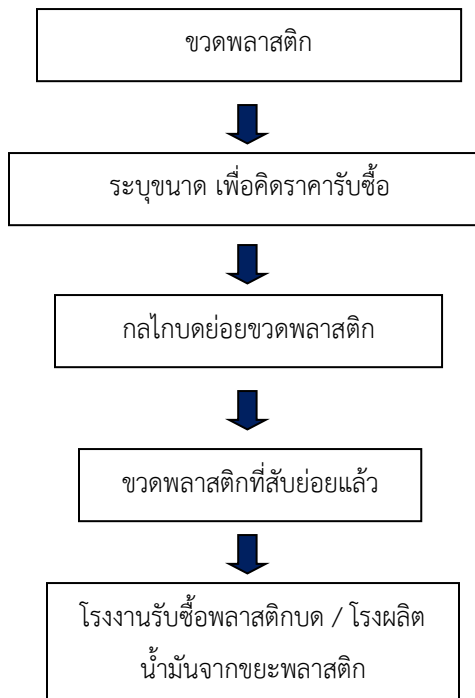 ขวดพลาสติก
ระบุขนาด เพื่อคิดราคารับซื้อ
กลไกบดย่อยขวดพลาสติก
ขวดพลาสติกที่สับย่อยแล้ว
โรงงานรับซื้อพลาสติกบด / โรงผลิต
น้ำมันจากขยะพลาสติก